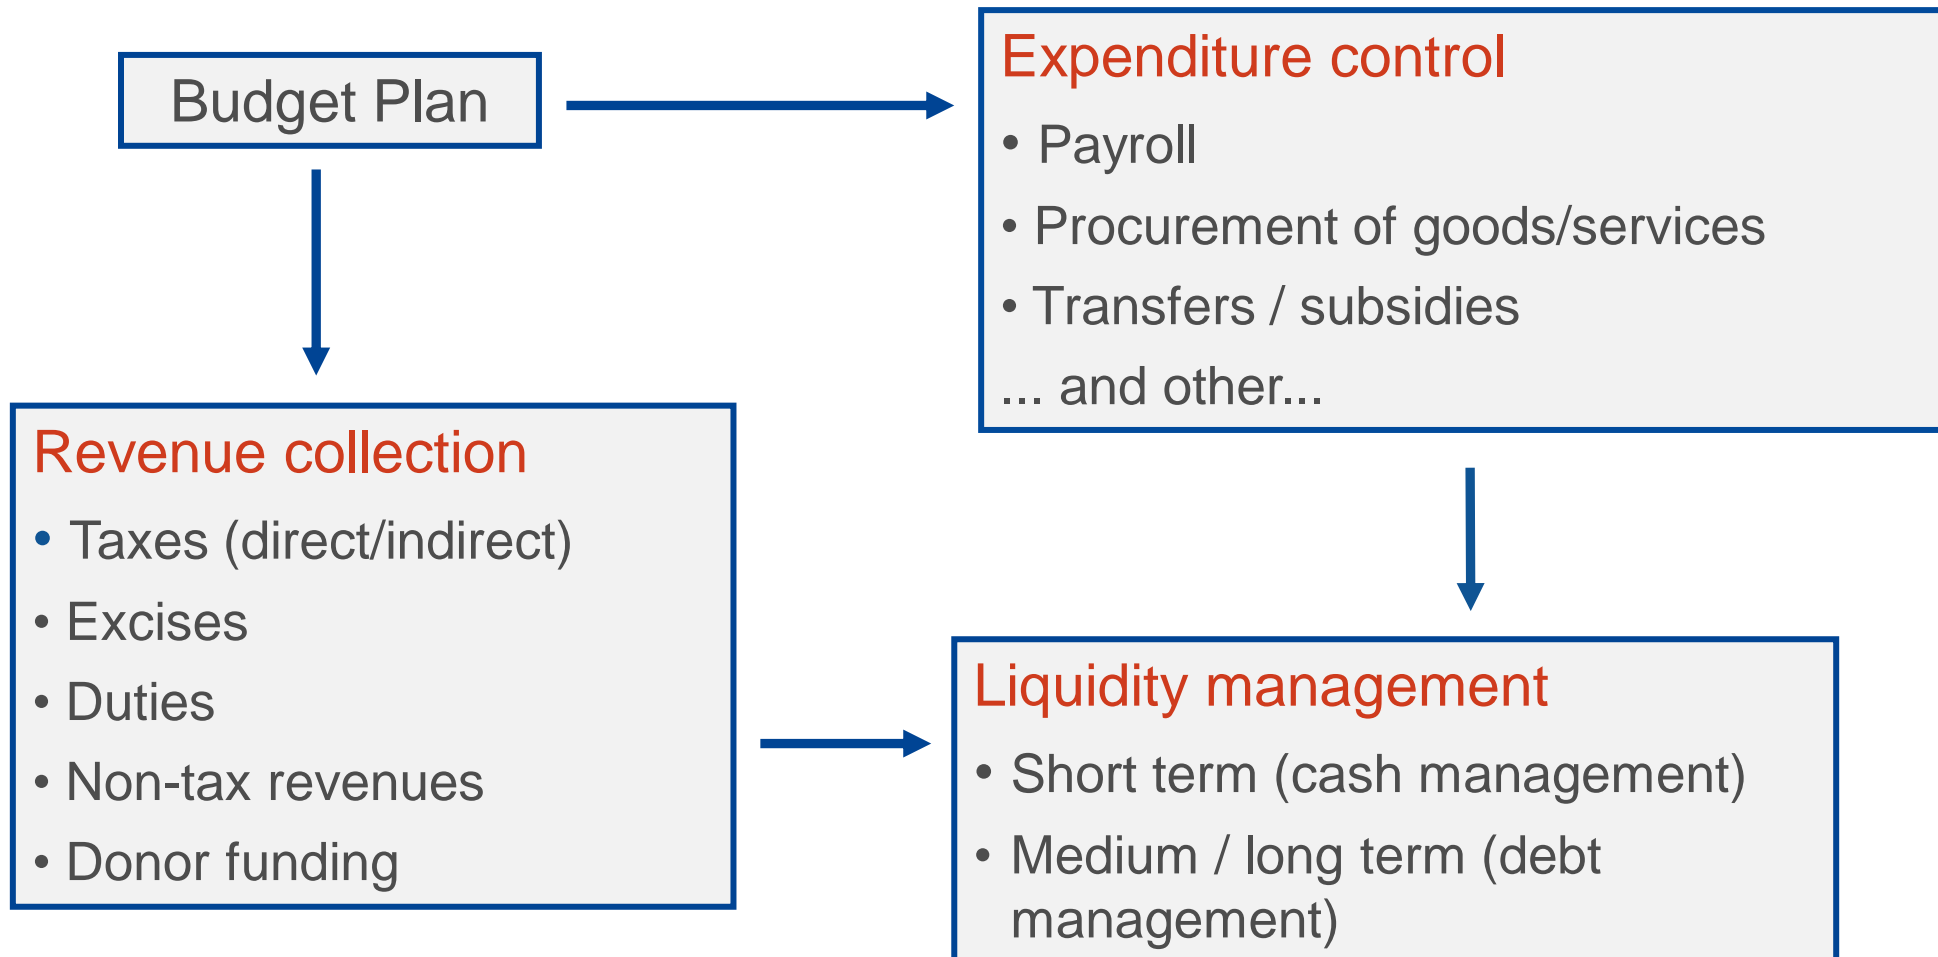 Budget Plan
Expenditure control
• Payroll
• Procurement of goods/services
• Transfers / subsidies
... and other...
Revenue collection
• Taxes (direct/indirect)
• Excises
• Duties
• Non-tax revenues
• Donor funding
Liquidity management
• Short term (cash management)
• Medium / long term (debt
management)